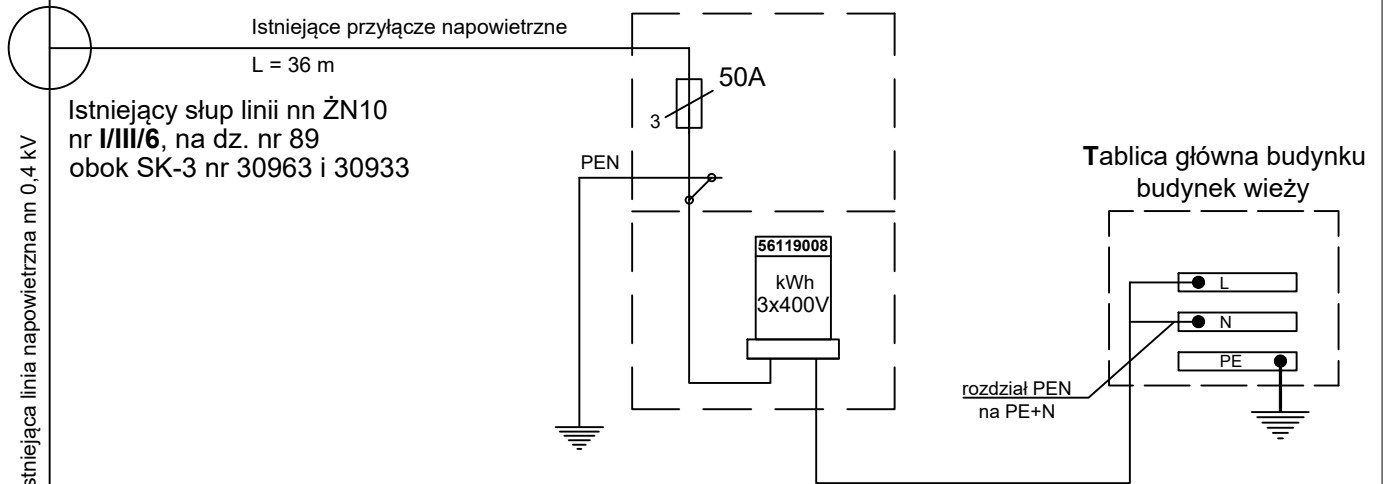 Istniejące przyłącze napowietrzne
L = 36 m
Istniejący słup linii nn ŻN10
nr I/III/6, na dz. nr 89
obok SK-3 nr 30963 i 30933
linia napowietrzna nn 0,4 kV
50A
3
PEN
56119008
kWh
3x400V
Tablica główna budynku
budynek wieży
L
N
PE
rozdział PEN
na PE+N